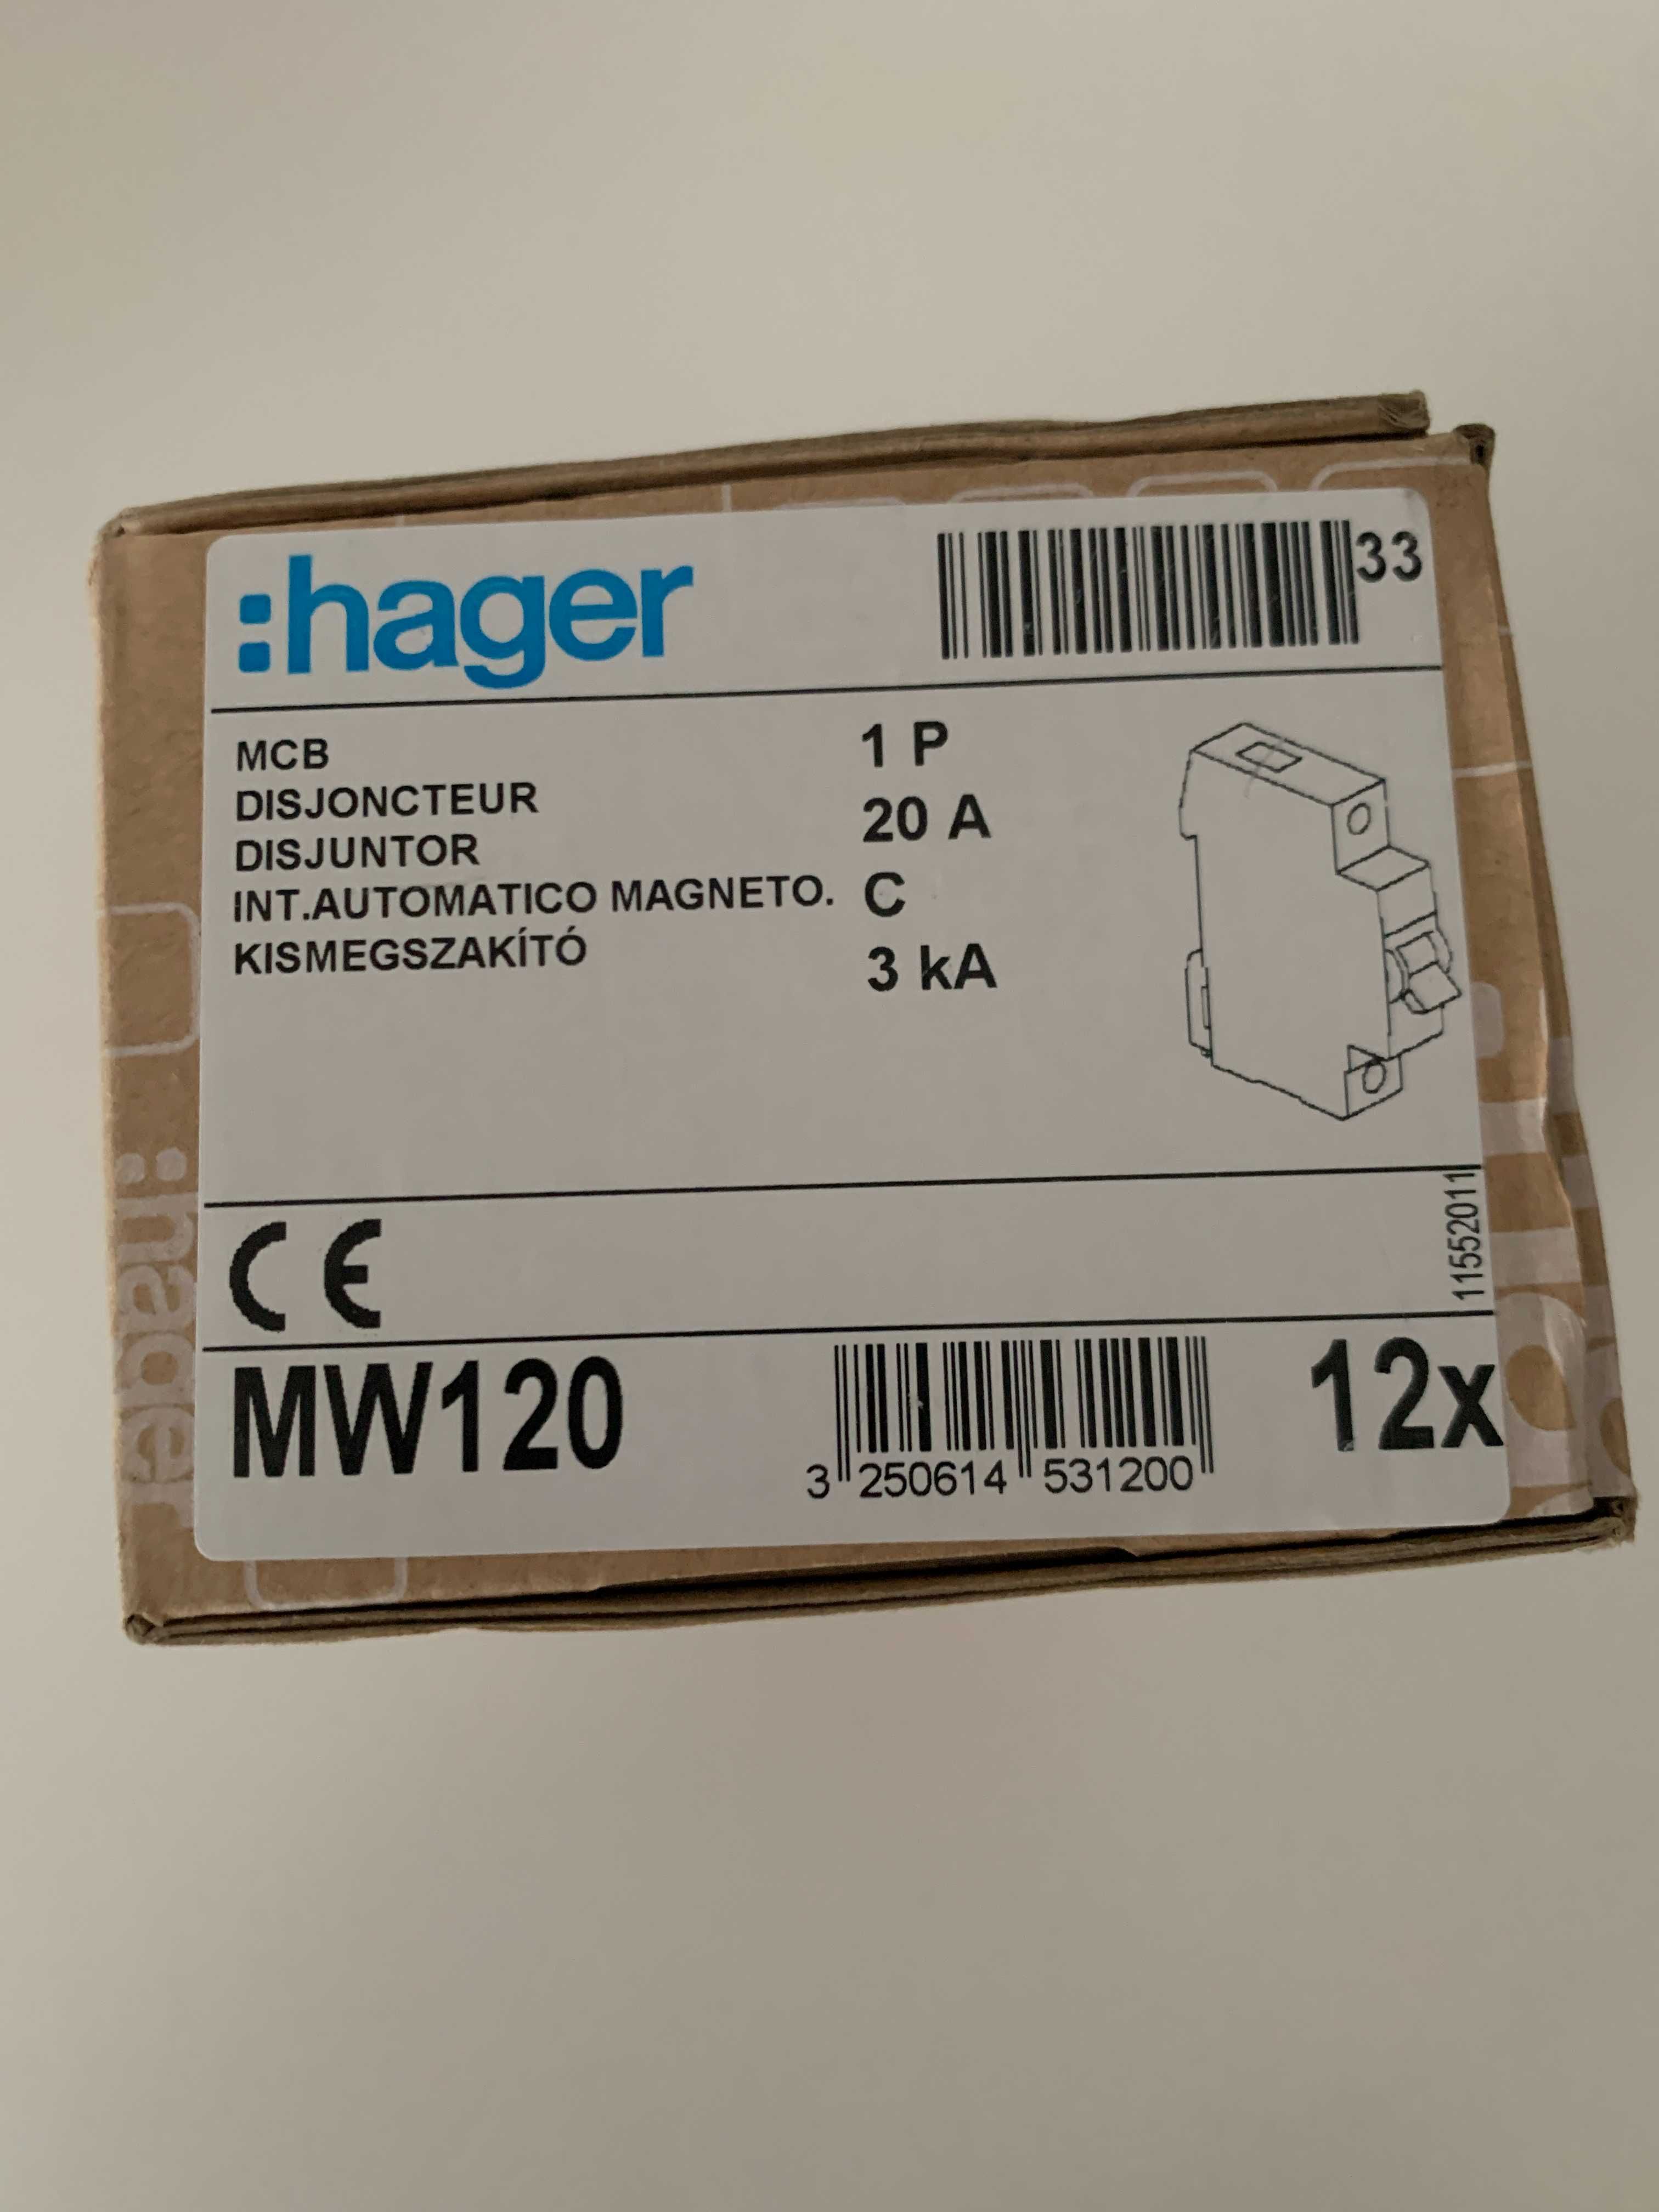 :hager
33
MCB
DISJONCTEUR
DISJUNTOR
INT.AUTOMATICO MAGNETO.
KISMEGSZAKÍTÓ
1 P
20 A
C
3 kA
11552011
CE
MW120
3 250614 531200
12x
:hager